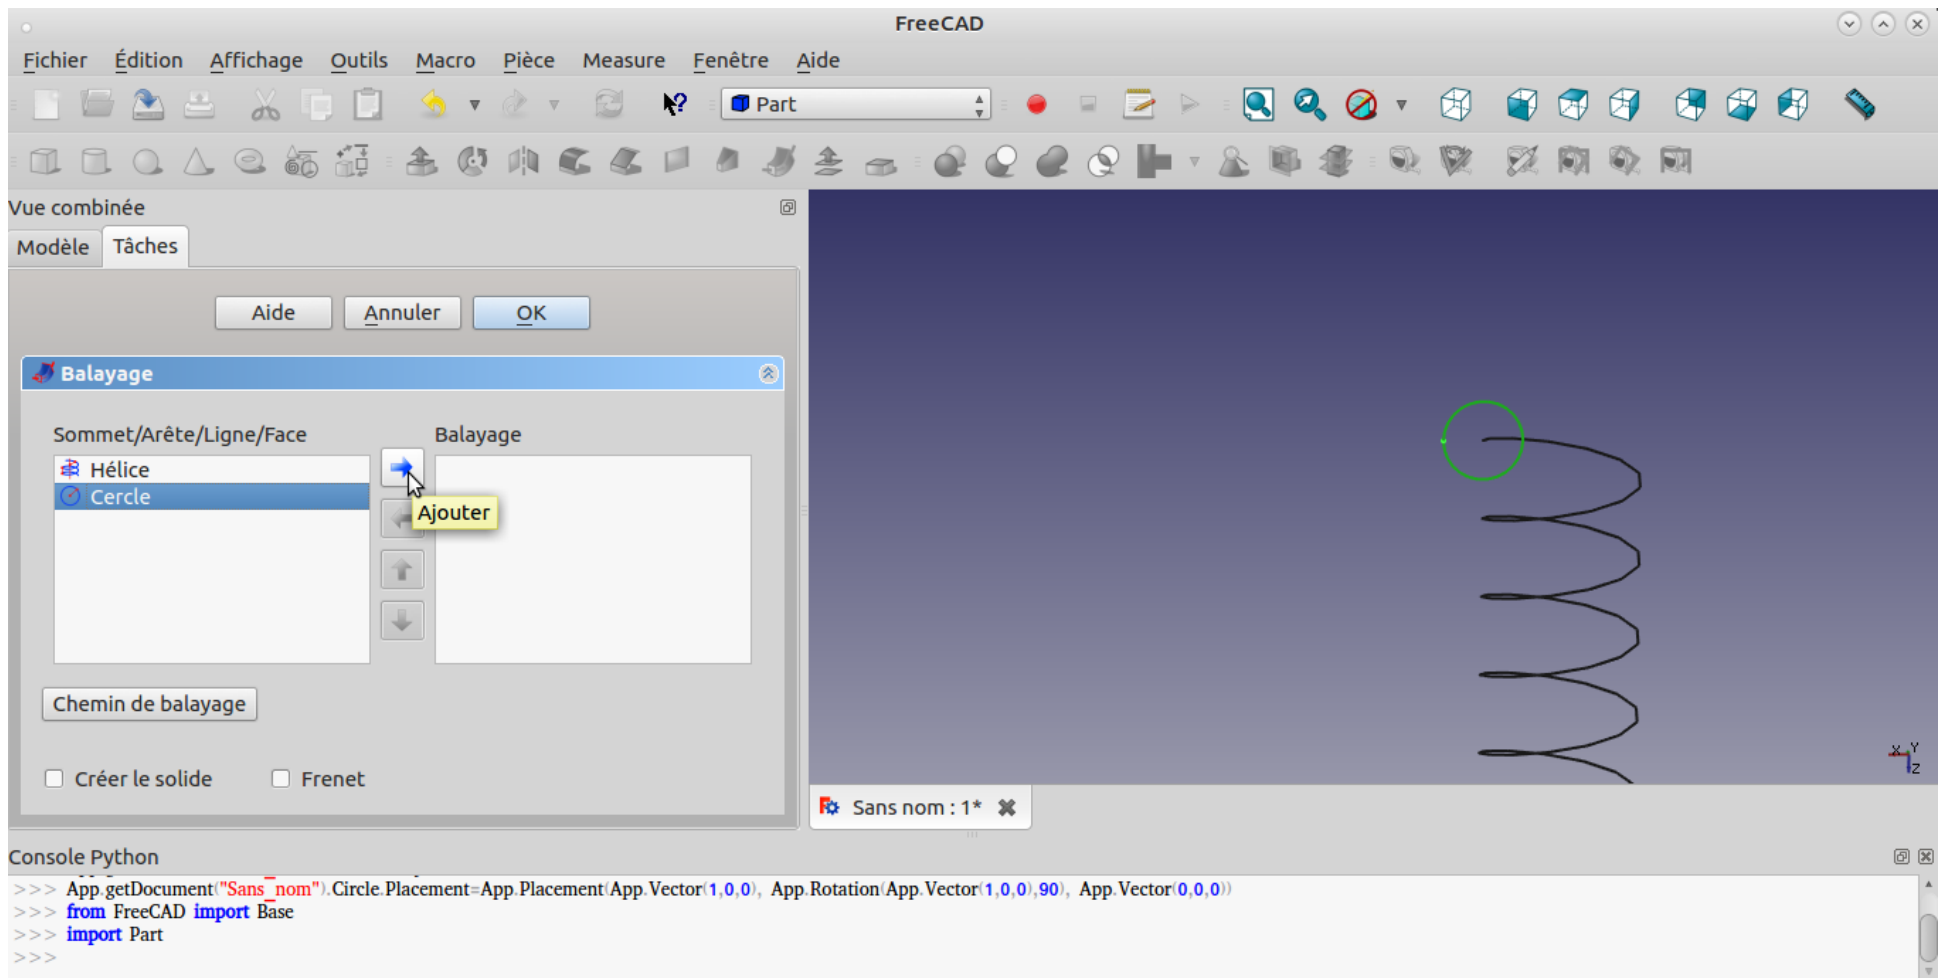 FreeCAD
Fichier Édition Affichage Outils Macro Pièce Measure Fenêtre Aide
Part
Vue combinée
Modèle Tâches
Aide Annuler OK
Balayage
Sommet/Arête/Ligne/Face Balayage
Hélice
Cercle
Ajouter
Chemin de balayage
Créer le solide Frenet
X Y
Z
Sans nom : 1*
Console Python
>>> App.getDocument("Sans_nom").Circle.Placement=App.Placement(App.Vector(1,0,0), App.Rotation(App.Vector(1,0,0),90), App.Vector(0,0,0))
>>> from FreeCAD import Base
>>> import Part
>>>